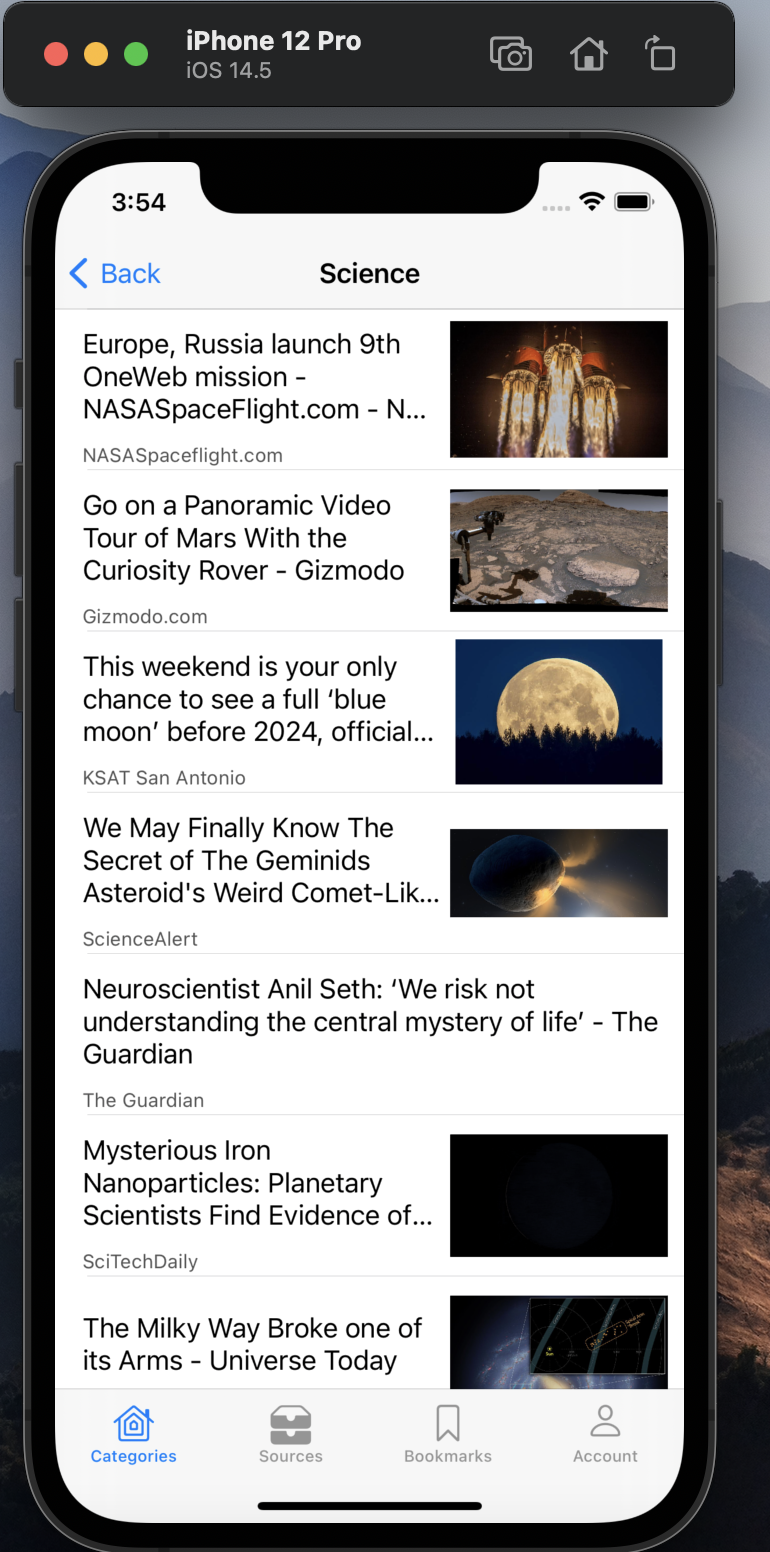 iPhone 12 Pro
iOS 14.5
3:54
Back
Science
Europe, Russia launch 9th
OneWeb mission -
NASASpaceFlight.com - N...
NASASpaceflight.com
Go on a Panoramic Video
Tour of Mars With the
Curiosity Rover - Gizmodo
Gizmodo.com
This weekend is your only
chance to see a full ‘blue
moon’ before 2024, official...
KSAT San Antonio
We May Finally Know The
Secret of The Geminids
Asteroid's Weird Comet-Lik...
ScienceAlert
Neuroscientist Anil Seth: ‘We risk not
understanding the central mystery of life’ - The
Guardian
The Guardian
Mysterious Iron
Nanoparticles: Planetary
Scientists Find Evidence of...
SciTechDaily
The Milky Way Broke one of
its Arms - Universe Today
Categories
Sources
Bookmarks
Account